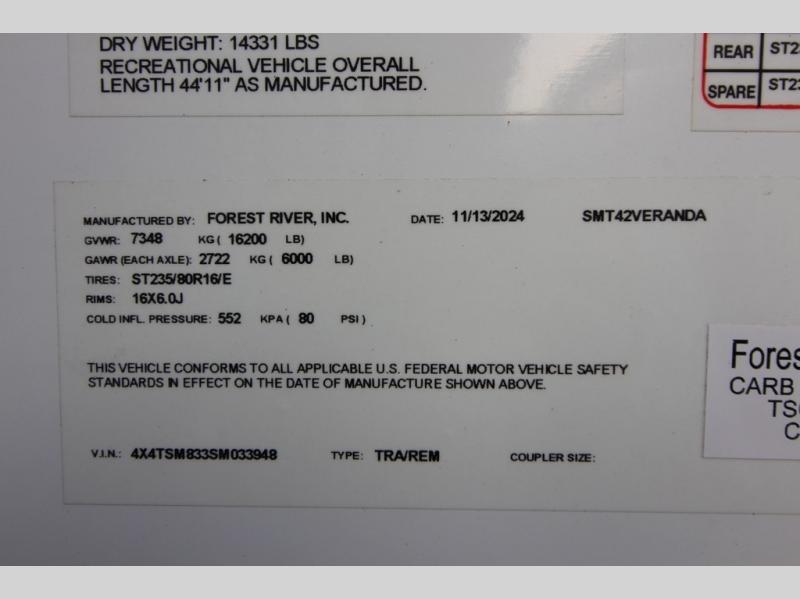 DRY WEIGHT: 14331 LBS
RECREATIONAL VEHICLE OVERALL
LENGTH 44'11" AS MANUFACTURED.
REAR ST23
SPARE ST23
MANUFACTURED BY: FOREST RIVER, INC. DATE: 11/13/2024 SMT42VERANDA
GVWR: 7348 KG ( 16200 LB)
GAWR (EACH AXLE): 2722 KG ( 6000 LB)
TIRES: ST235/80R16/E
RIMS: 16X6.0J
COLD INFL. PRESSURE: 552 KPA ( 80 PSI )
THIS VEHICLE CONFORMS TO ALL APPLICABLE U.S. FEDERAL MOTOR VEHICLE SAFETY
STANDARDS IN EFFECT ON THE DATE OF MANUFACTURE SHOWN ABOVE.
V.I.N.: 4X4TSM833SM033948 TYPE: TRA/REM COUPLER SIZE:
Fores
CARB
TS
C